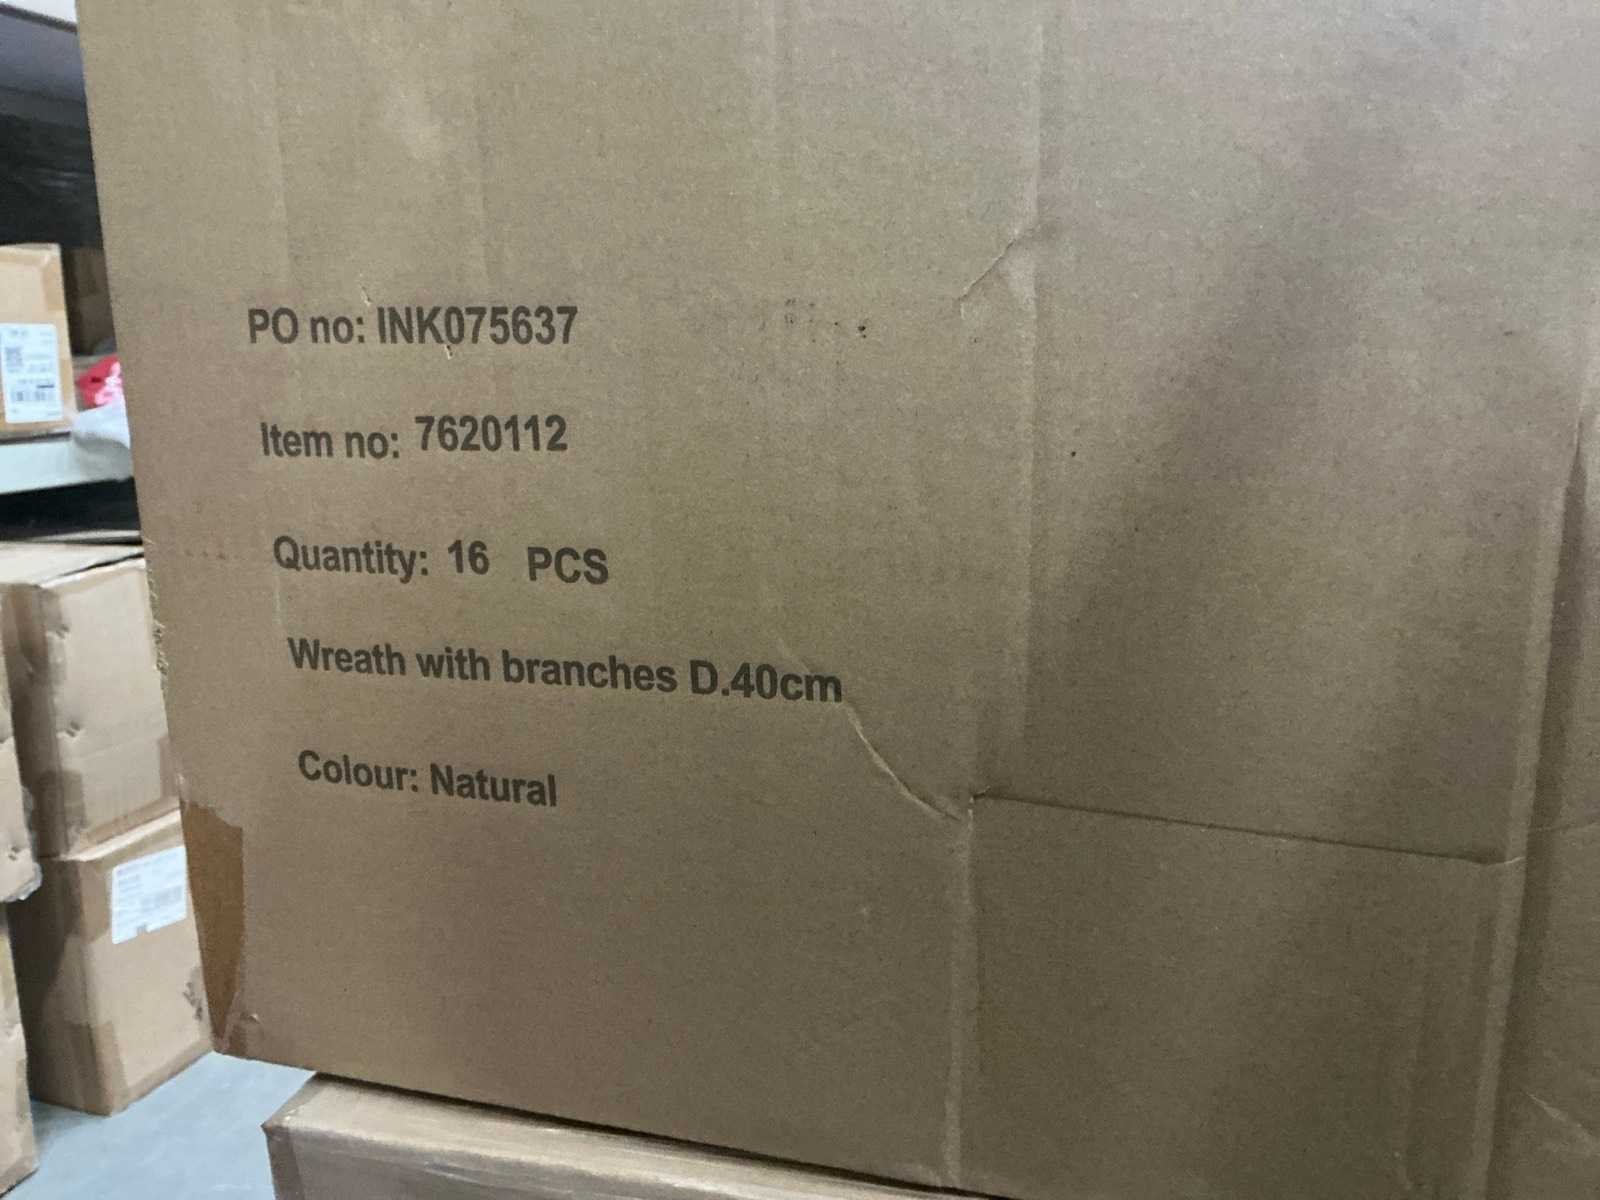 PO no: INK075637
Item no: 7620112
Quantity: 16 PCS
Wreath with branches D.40cm
Colour: Natural